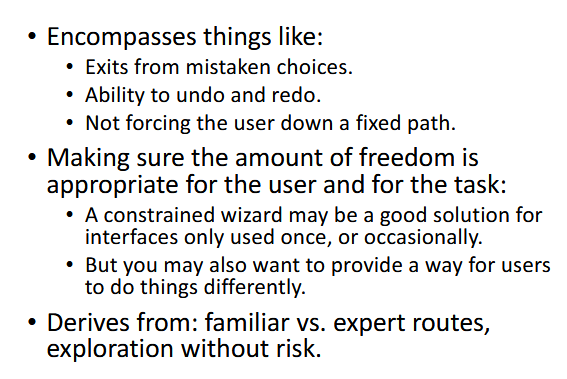 • Encompasses things like:
• Exits from mistaken choices.
• Ability to undo and redo.
• Not forcing the user down a fixed path.
• Making sure the amount of freedom is
appropriate for the user and for the task:
• A constrained wizard may be a good solution for
interfaces only used once, or occasionally.
• But you may also want to provide a way for users
to do things differently.
• Derives from: familiar vs. expert routes,
exploration without risk.